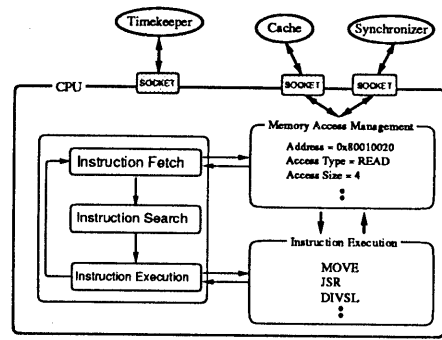 Timekeeper
Cache
Synchronizer
SOCKET
SOCKET
SOCKET
CPU
Memory Access Management
Address = 0x80010020
Access Type = READ
Access Size = 4
Instruction Fetch
Instruction Search
Instruction Execution
Instruction Execution
MOVE
JSR
DIVSL